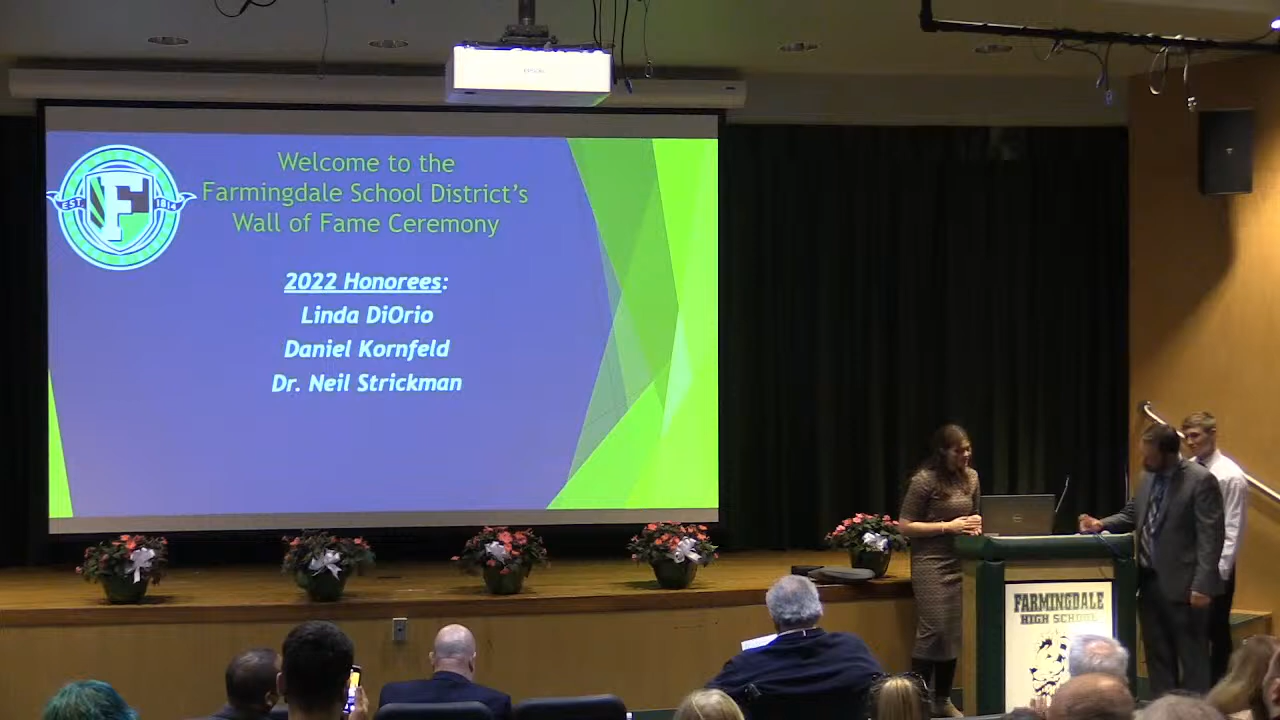 EPSON
Welcome to the
Farmingdale School District's
Wall of Fame Ceremony
EST 1814
F
2022 Honorees:
Linda DiOrio
Daniel Kornfeld
Dr. Neil Strickman
FARMINGDALE
HIGH SCHOOL